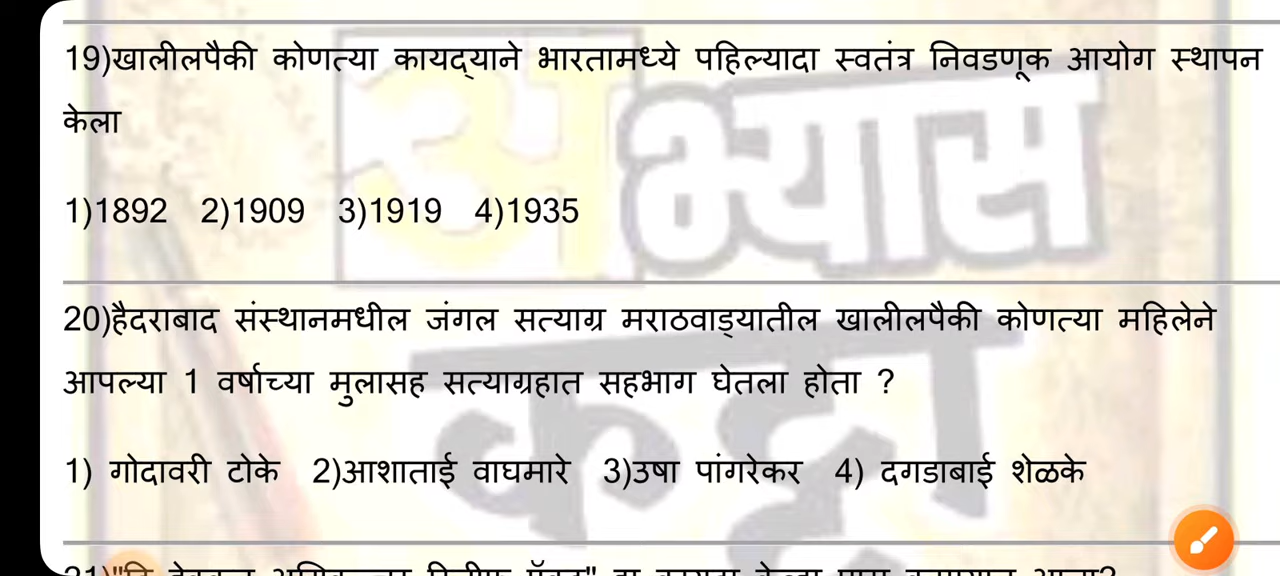 19)खालीलपैकी कोणत्या कायद्याने भारतामध्ये पहिल्यादा स्वतंत्र निवडणूक आयोग स्थापन
केला
1)1892 2)1909 3)1919 4)1935
20)हैदराबाद संस्थानमधील जंगल सत्याग्र मराठवाड्यातील खालीलपैकी कोणत्या महिलेने
आपल्या 1 वर्षाच्या मुलासह सत्याग्रहात सहभाग घेतला होता ?
1) गोदावरी टोके 2)आशाताई वाघमारे 3)उषा पांगरेकर 4) दगडाबाई शेळके
अभ्यास
कट्टा